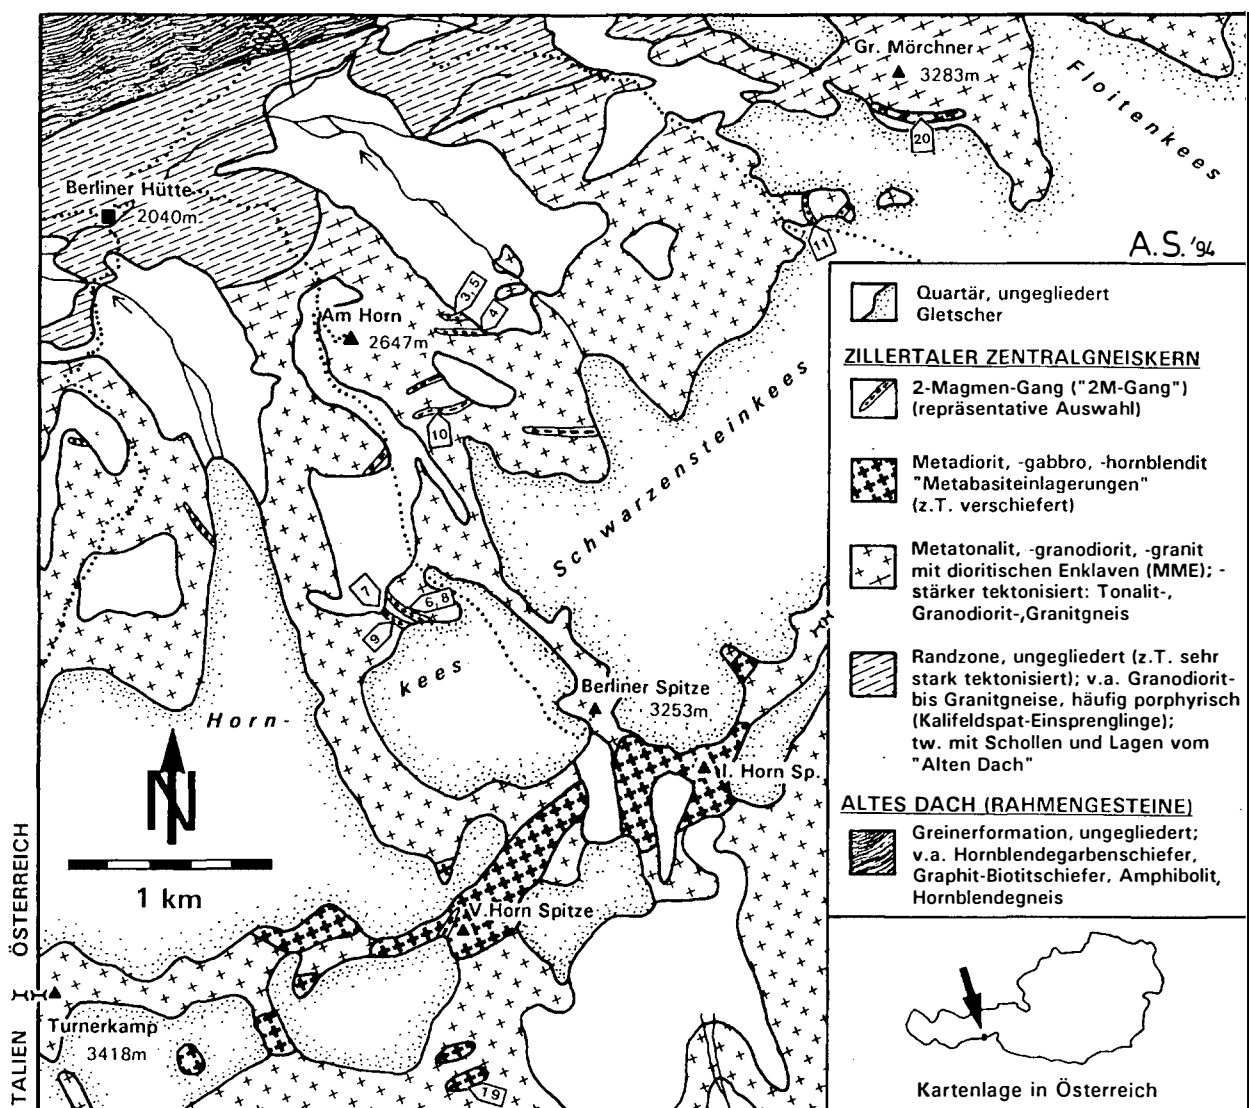 Gr. Mörchner
3283m
Floitenkees
20
Berliner Hütte
2040m
11
A.S.'94
3,5
4
Am Horn
2647m
10
Schwarzensteinkees
7
6,8
9
kees
Horn-
Berliner Spitze
3253m
I. Horn Sp.
N
1 km
V.Horn Spitze
ÖSTERREICH
ITALIEN
Turnerkamp
3418m
19
Quartär, ungegliedert
Gletscher
ZILLERTALER ZENTRALGNEISKERN
2-Magmen-Gang ("2M-Gang")
(repräsentative Auswahl)
Metadiorit, -gabbro, -hornblendit
"Metabasiteinlagerungen"
(z.T. verschiefert)
Metatonalit, -granodiorit, -granit
mit dioritischen Enklaven (MME); -
stärker tektonisiert: Tonalit-,
Granodiorit-,Granitgneis
Randzone, ungegliedert (z.T. sehr
stark tektonisiert); v.a. Granodiorit-
bis Granitgneise, häufig porphyrisch
(Kalifeldspat-Einsprenglinge);
tw. mit Schollen und Lagen vom
"Alten Dach"
ALTES DACH (RAHMENGESTEINE)
Greinerformation, ungegliedert;
v.a. Hornblendegarbenschiefer,
Graphit-Biotitschiefer, Amphibolit,
Hornblendegneis
Kartenlage in Österreich